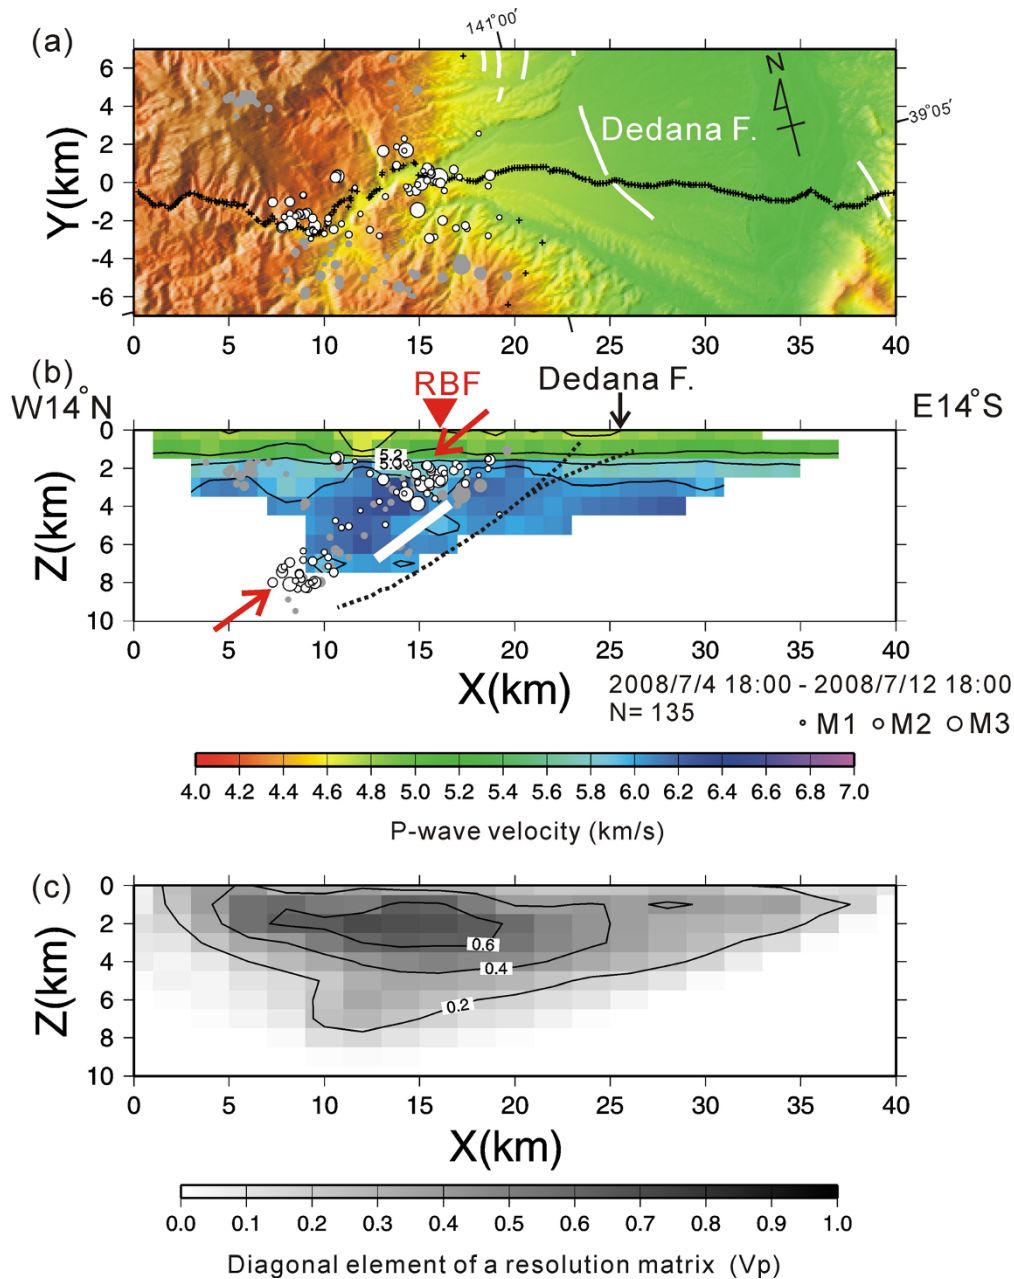 (a)
141°00′
N
39°05′
Dedana F.
Y(km)
6
4
2
0
-2
-4
-6
0 5 10 15 20 25 30 35 40
(b)
W14°N
RBF
Dedana F.
E14°S
Z(km)
0
2
4
6
8
10
5.2
0 5 10 15 20 25 30 35 40
X(km)
2008/7/4 18:00 - 2008/7/12 18:00
N= 135
M1 M2 M3
4.0 4.2 4.4 4.6 4.8 5.0 5.2 5.4 5.6 5.8 6.0 6.2 6.4 6.6 6.8 7.0
P-wave velocity (km/s)
(c)
Z(km)
0
2
4
6
8
10
0.6
0.4
0.2
0 5 10 15 20 25 30 35 40
X(km)
0.0 0.1 0.2 0.3 0.4 0.5 0.6 0.7 0.8 0.9 1.0
Diagonal element of a resolution matrix (Vp)